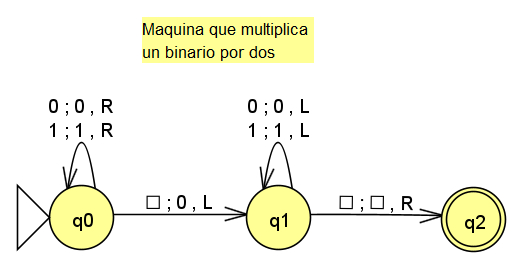 Maquina que multiplica
un binario por dos
0 ; 0 , R
1 ; 1 , R
0 ; 0 , L
1 ; 1 , L
q0
□ ; 0 , L
q1
□ ; □ , R
q2